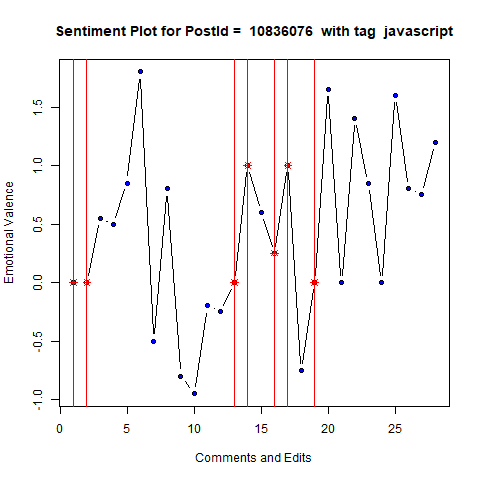 Sentiment Plot for PostId =  10836076  with tag  javascript
Emotional Valence
1.5
1.0
0.5
0.0
-0.5
-1.0
0 5 10 15 20 25
Comments and Edits